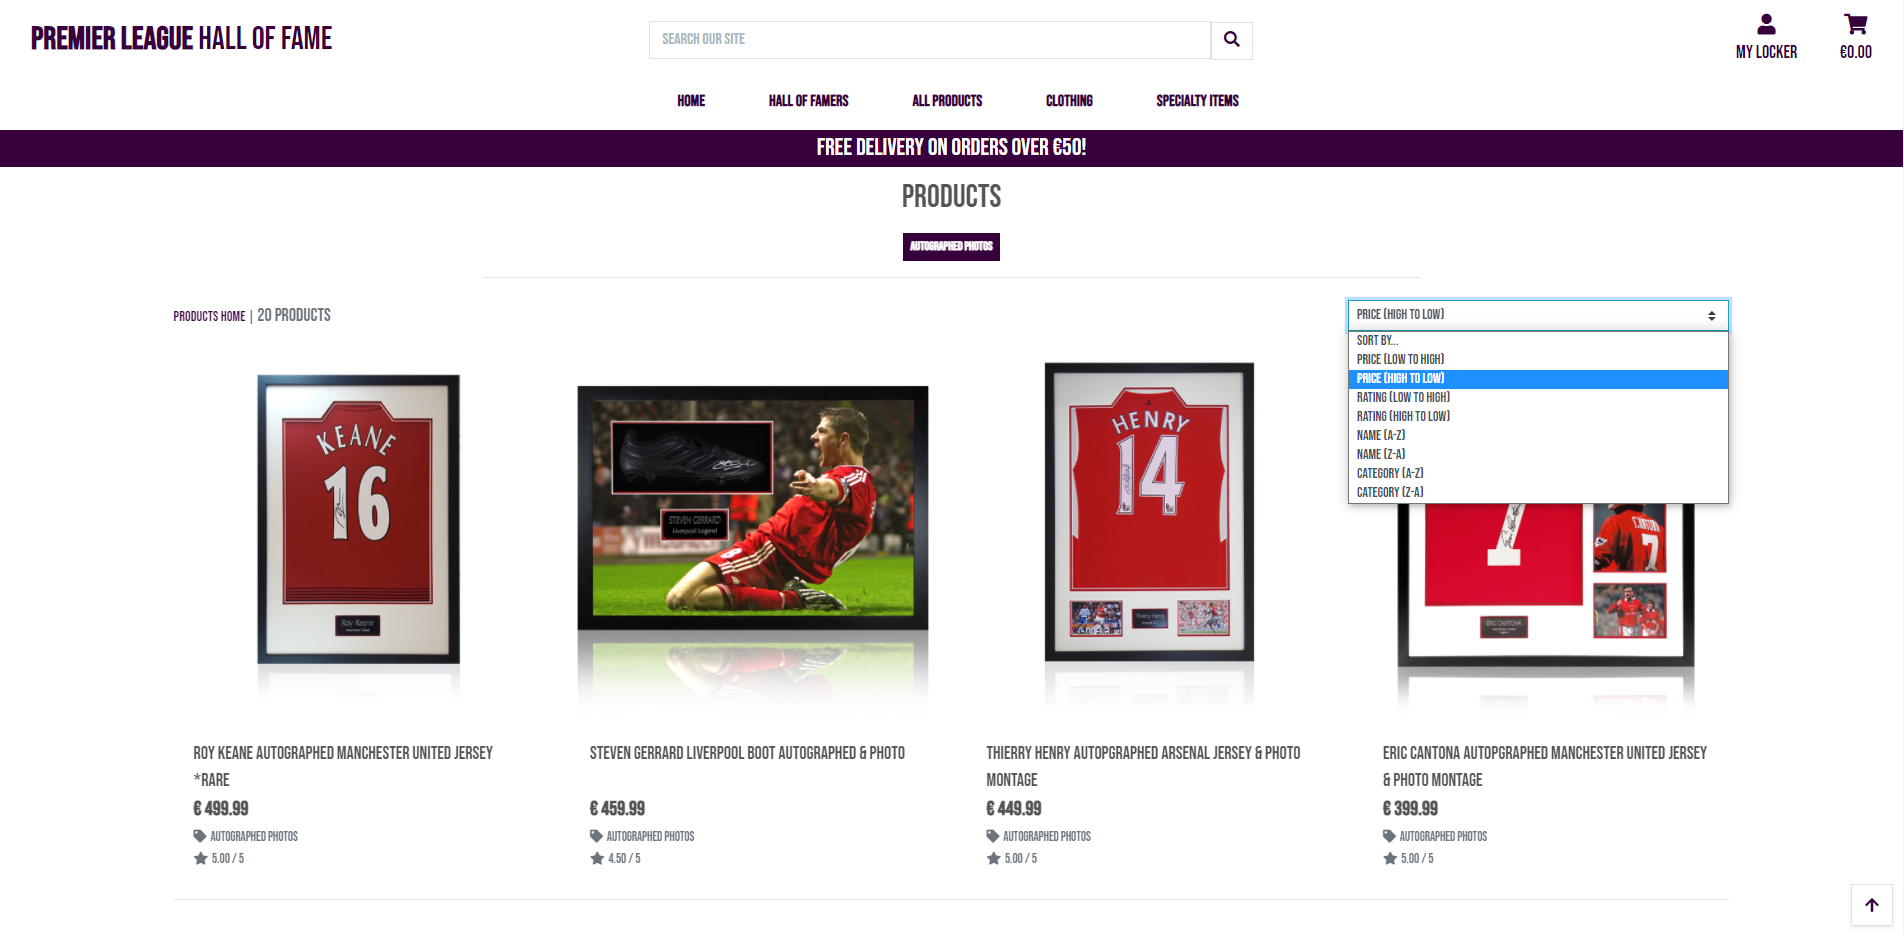 PREMIER LEAGUE HALL OF FAME
SEARCH OUR SITE
MY LOCKER
€0.00
HOME
HALL OF FAMERS
ALL PRODUCTS
CLOTHING
SPECIALTY ITEMS
FREE DELIVERY ON ORDERS OVER €50!
PRODUCTS
AUTOGRAPHED PHOTOS
PRODUCTS HOME | 20 PRODUCTS
PRICE (HIGH TO LOW)
SORT BY...
PRICE (LOW TO HIGH)
PRICE (HIGH TO LOW)
RATING (LOW TO HIGH)
RATING (HIGH TO LOW)
NAME (A-Z)
NAME (Z-A)
CATEGORY (A-Z)
CATEGORY (Z-A)
KEANE
16
Roy Keane
STEVEN GERRARD
Liverpool Legend
HENRY
14
Thierry Henry
7
CANTONA
7
ERIC CANTONA
ROY KEANE AUTOGRAPHED MANCHESTER UNITED JERSEY
*RARE
€ 499.99
AUTOGRAPHED PHOTOS
5.00 / 5
STEVEN GERRARD LIVERPOOL BOOT AUTOGRAPHED & PHOTO
€ 459.99
AUTOGRAPHED PHOTOS
4.50 / 5
THIERRY HENRY AUTOPGRAPHED ARSENAL JERSEY & PHOTO
MONTAGE
€ 449.99
AUTOGRAPHED PHOTOS
5.00 / 5
ERIC CANTONA AUTOPGRAPHED MANCHESTER UNITED JERSEY
& PHOTO MONTAGE
€ 399.99
AUTOGRAPHED PHOTOS
5.00 / 5